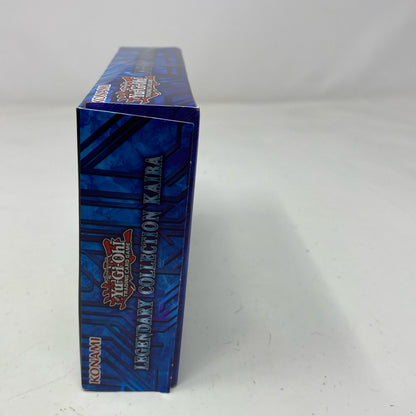 KONAMI
Yu-Gi-Oh!
TRADING CARD GAME
KONAMI
Yu-Gi-Oh!
TRADING CARD GAME
LEGENDARY COLLECTION KAIBA